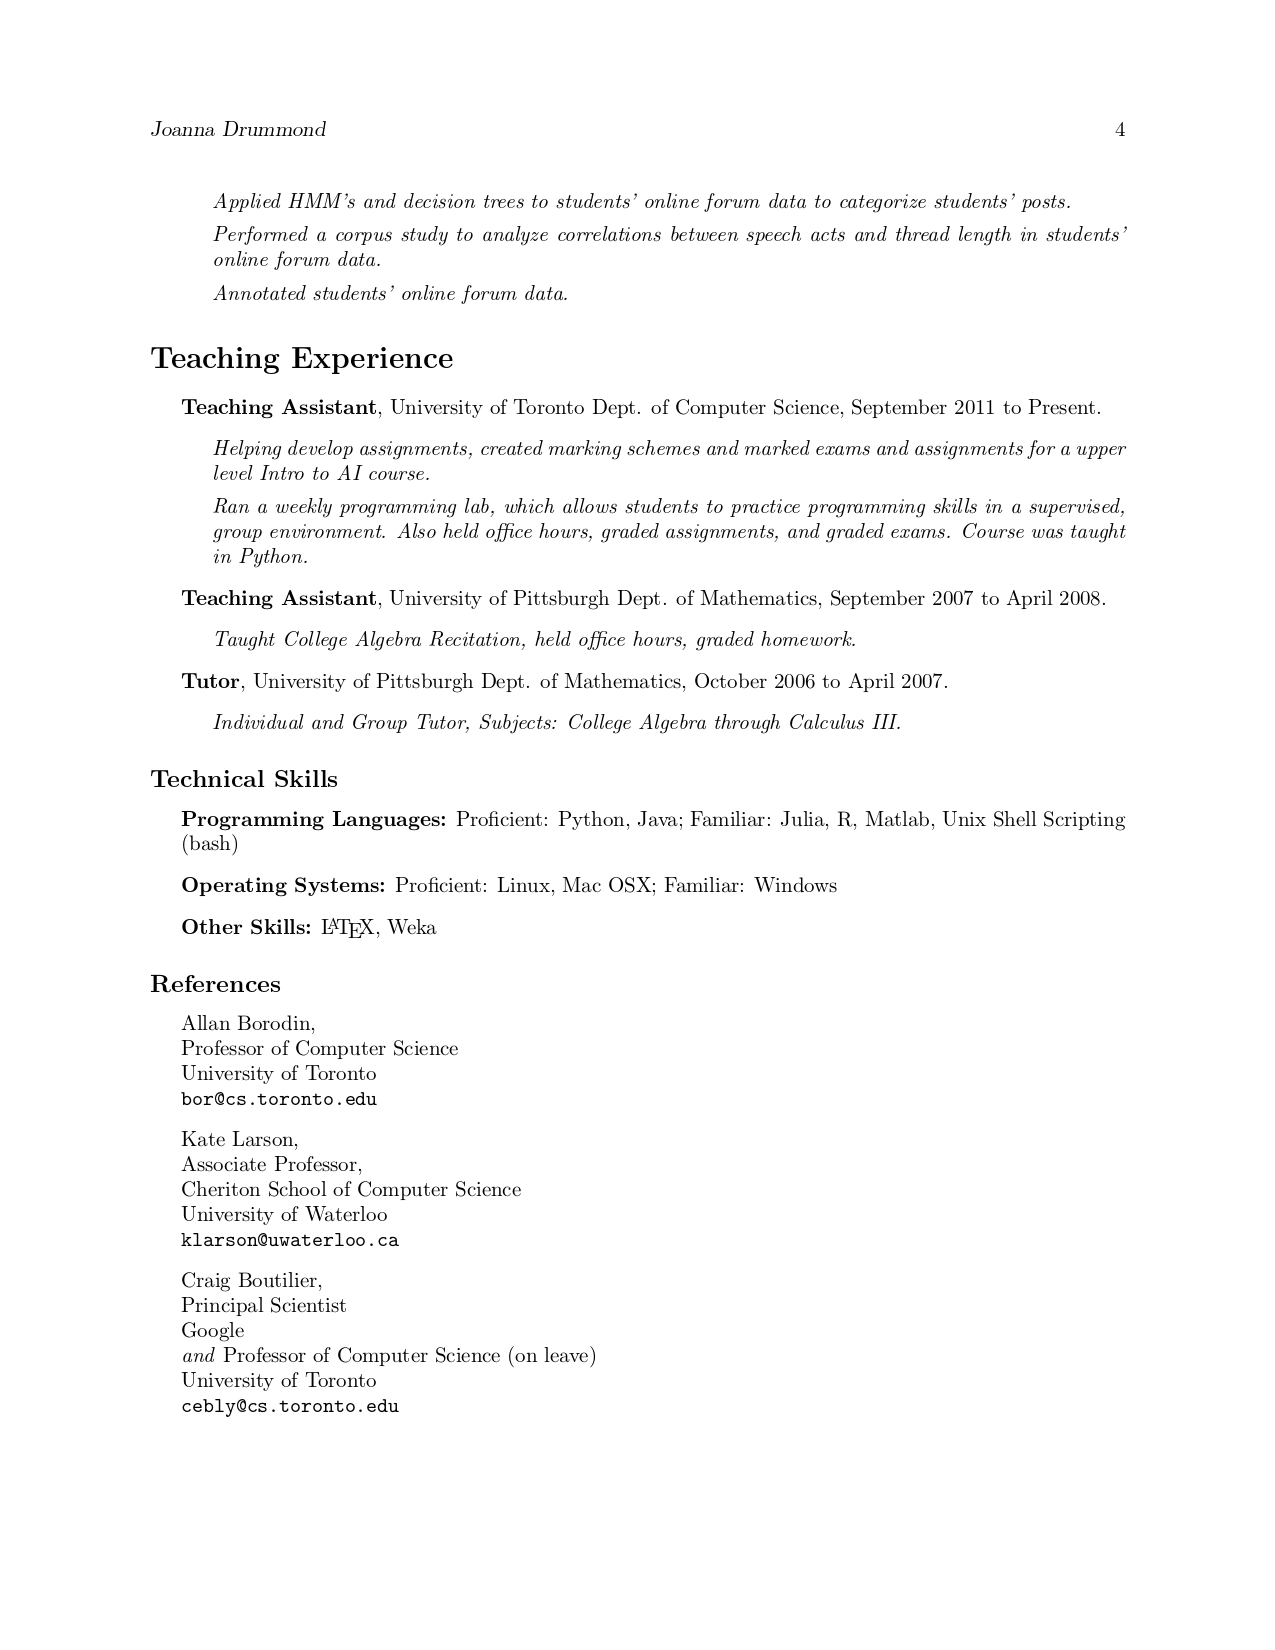 Joanna Drummond 4
Applied HMM's and decision trees to students' online forum data to categorize students' posts.
Performed a corpus study to analyze correlations between speech acts and thread length in students'
online forum data.
Annotated students' online forum data.
Teaching Experience
Teaching Assistant, University of Toronto Dept. of Computer Science, September 2011 to Present.
Helping develop assignments, created marking schemes and marked exams and assignments for a upper
level Intro to AI course.
Ran a weekly programming lab, which allows students to practice programming skills in a supervised,
group environment. Also held office hours, graded assignments, and graded exams. Course was taught
in Python.
Teaching Assistant, University of Pittsburgh Dept. of Mathematics, September 2007 to April 2008.
Taught College Algebra Recitation, held office hours, graded homework.
Tutor, University of Pittsburgh Dept. of Mathematics, October 2006 to April 2007.
Individual and Group Tutor, Subjects: College Algebra through Calculus III.
Technical Skills
Programming Languages: Proficient: Python, Java; Familiar: Julia, R, Matlab, Unix Shell Scripting
(bash)
Operating Systems: Proficient: Linux, Mac OSX; Familiar: Windows
Other Skills: LATEX, Weka
References
Allan Borodin,
Professor of Computer Science
University of Toronto
bor@cs.toronto.edu
Kate Larson,
Associate Professor,
Cheriton School of Computer Science
University of Waterloo
klarson@uwaterloo.ca
Craig Boutilier,
Principal Scientist
Google
and Professor of Computer Science (on leave)
University of Toronto
cebly@cs.toronto.edu